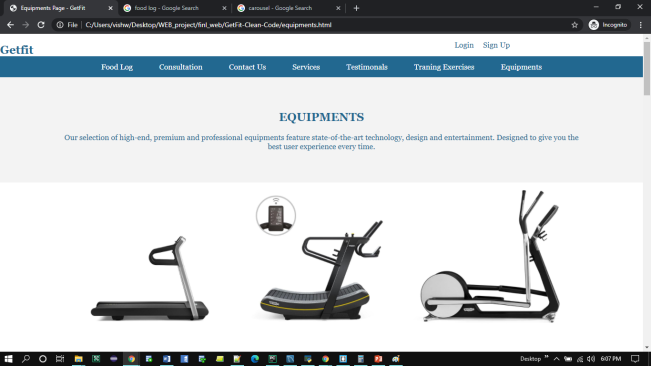 Equipments Page - GetFit
food log - Google Search
carousel - Google Search
File
C:/Users/vishw/Desktop/WEB_project/finl_web/GetFit-Clean-Code/equipments.html
Incognito
Login Sign Up
Getfit
Food Log Consultation Contact Us Services Testimonals Traning Exercises Equipments
EQUIPMENTS
Our selection of high-end, premium and professional equipments feature state-of-the-art technology, design and entertainment. Designed to give you the
best user experience every time.
Desktop
6:07 PM